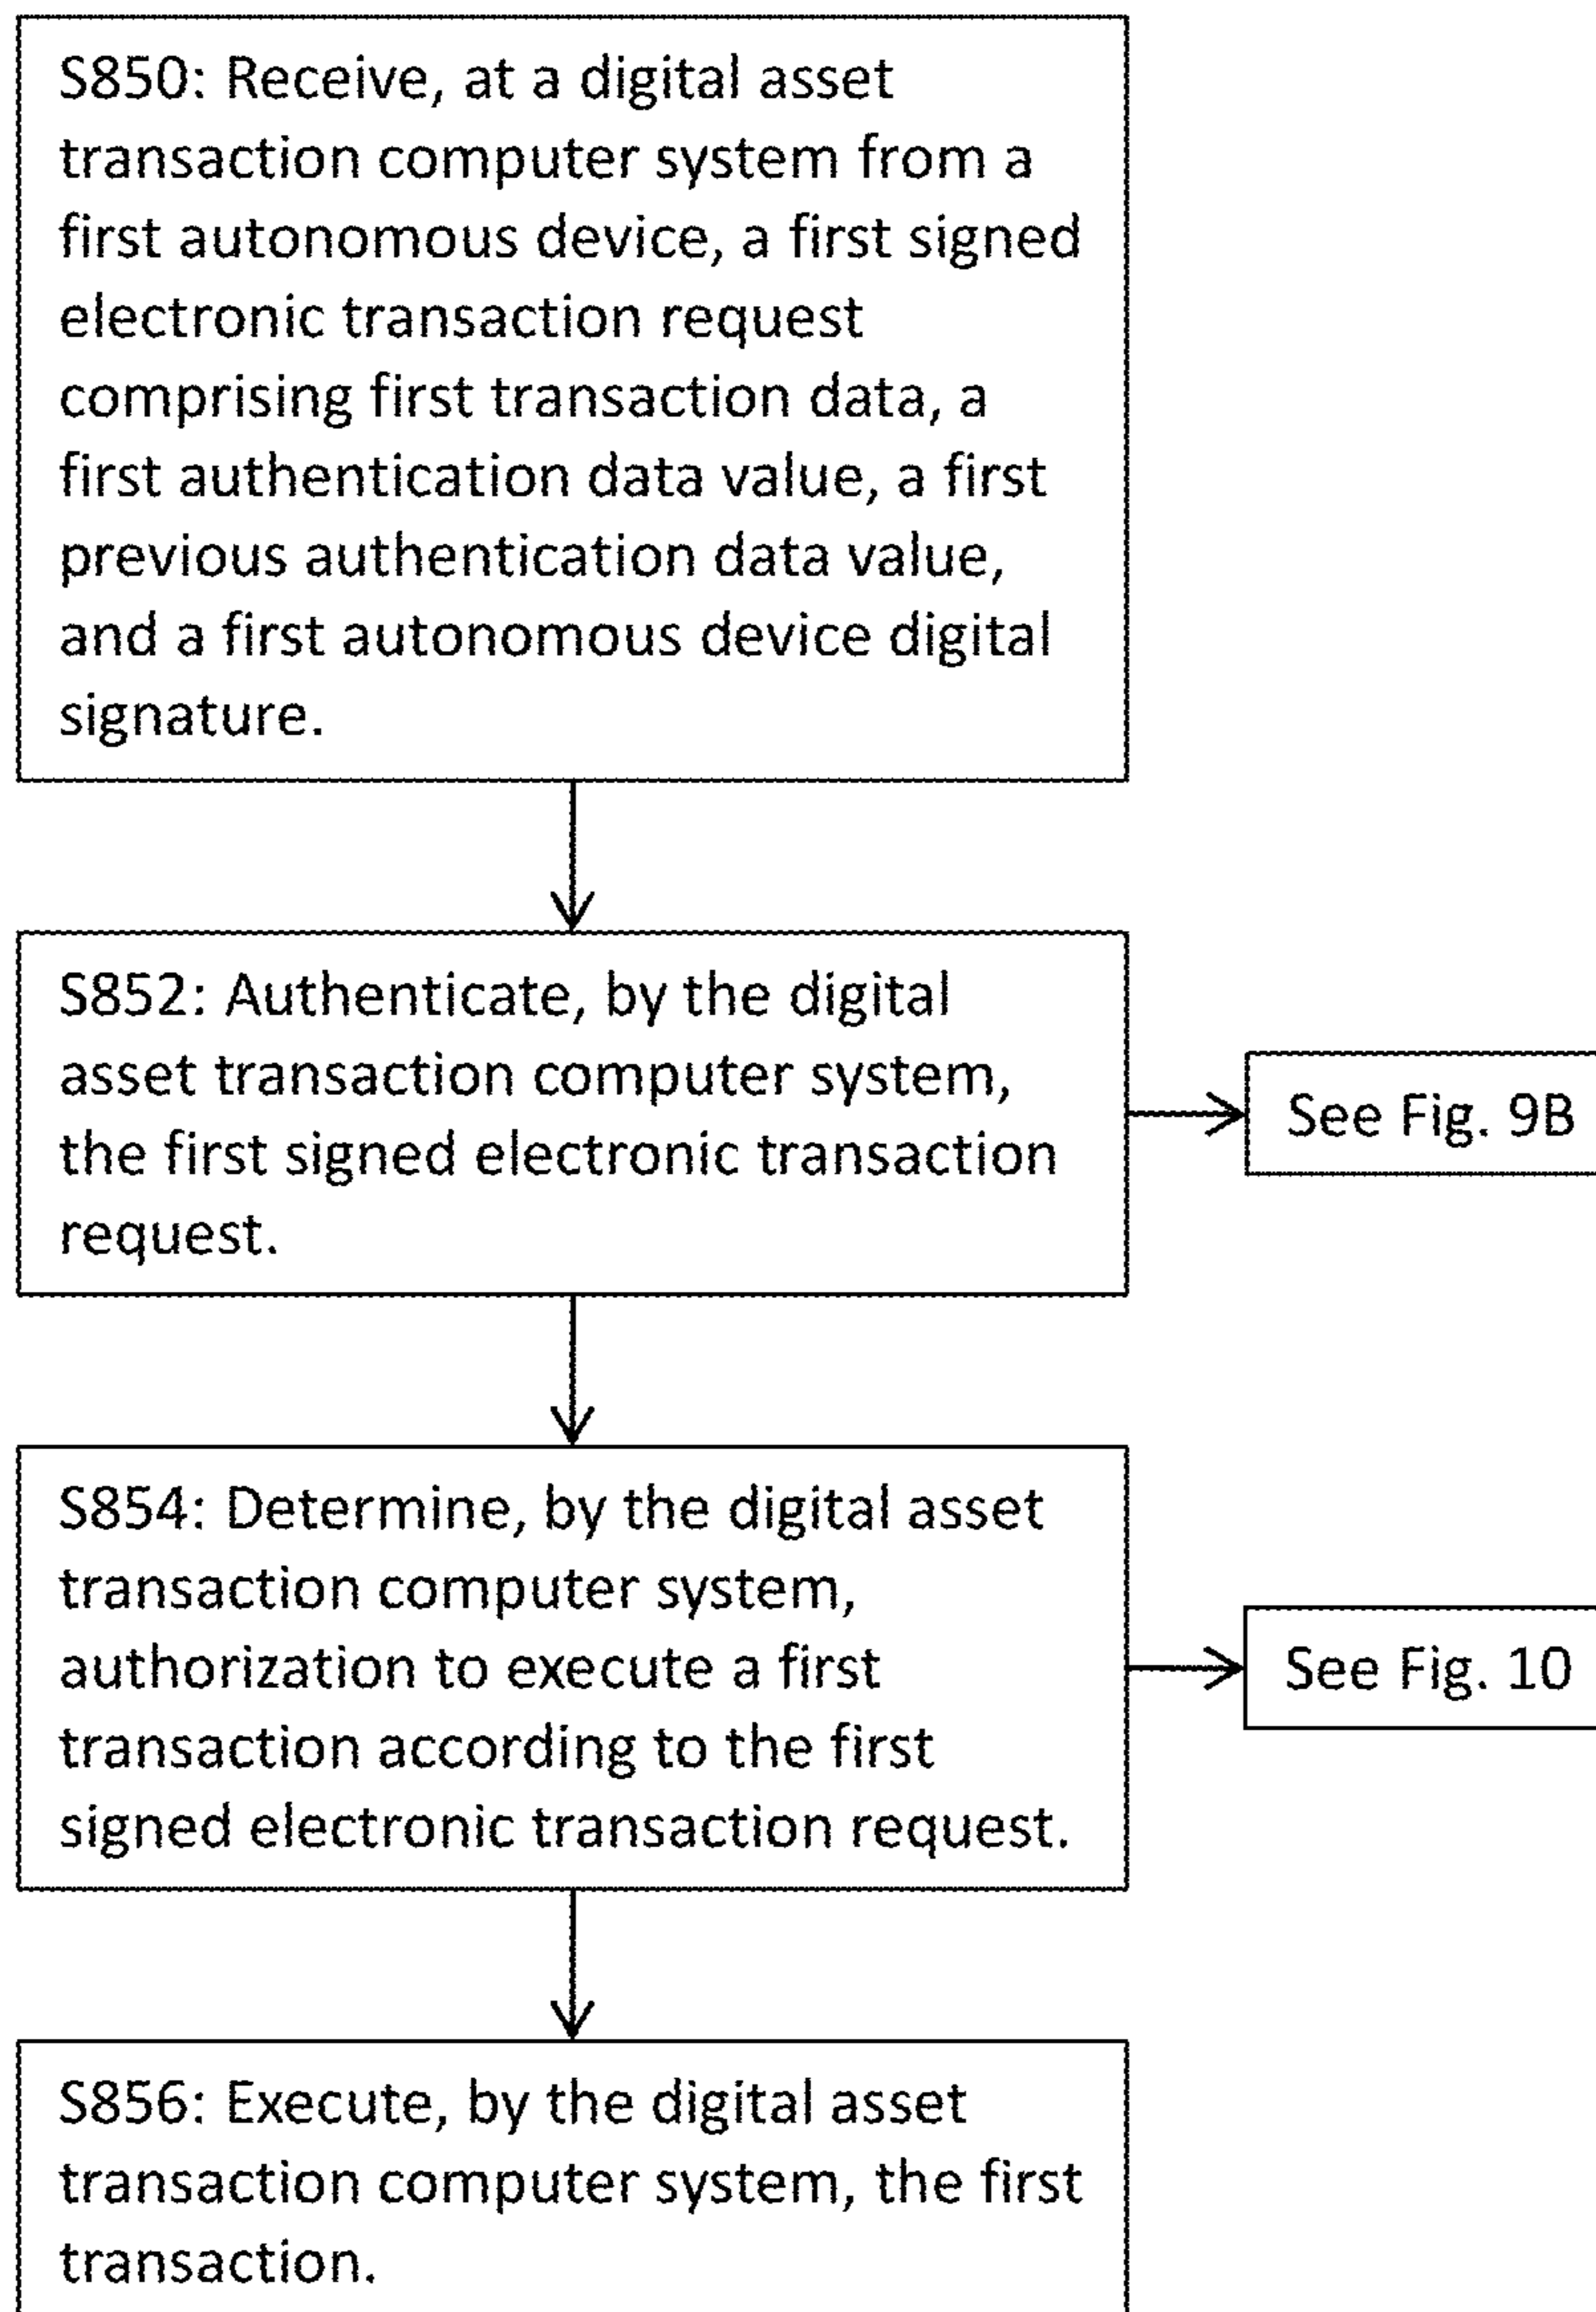 S850: Receive, at a digital asset
transaction computer system from a
first autonomous device, a first signed
electronic transaction request
comprising first transaction data, a
first authentication data value, a first
previous authentication data value,
and a first autonomous device digital
signature.
S852: Authenticate, by the digital
asset transaction computer system,
the first signed electronic transaction
request.
See Fig. 9B
S854: Determine, by the digital asset
transaction computer system,
authorization to execute a first
transaction according to the first
signed electronic transaction request.
See Fig. 10
S856: Execute, by the digital asset
transaction computer system, the first
transaction.